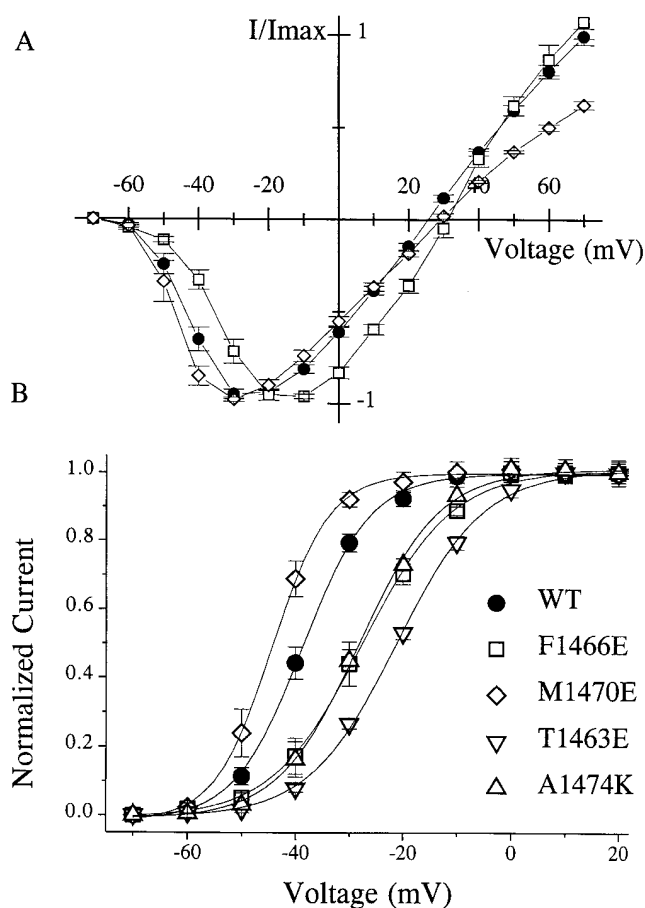 A
I/Imax
1
-60
-40
-20
20
40
60
Voltage (mV)
-1
B
1.0
0.8
0.6
0.4
0.2
0.0
Normalized Current
WT
F1466E
M1470E
T1463E
A1474K
-60
-40
-20
0
20
Voltage (mV)